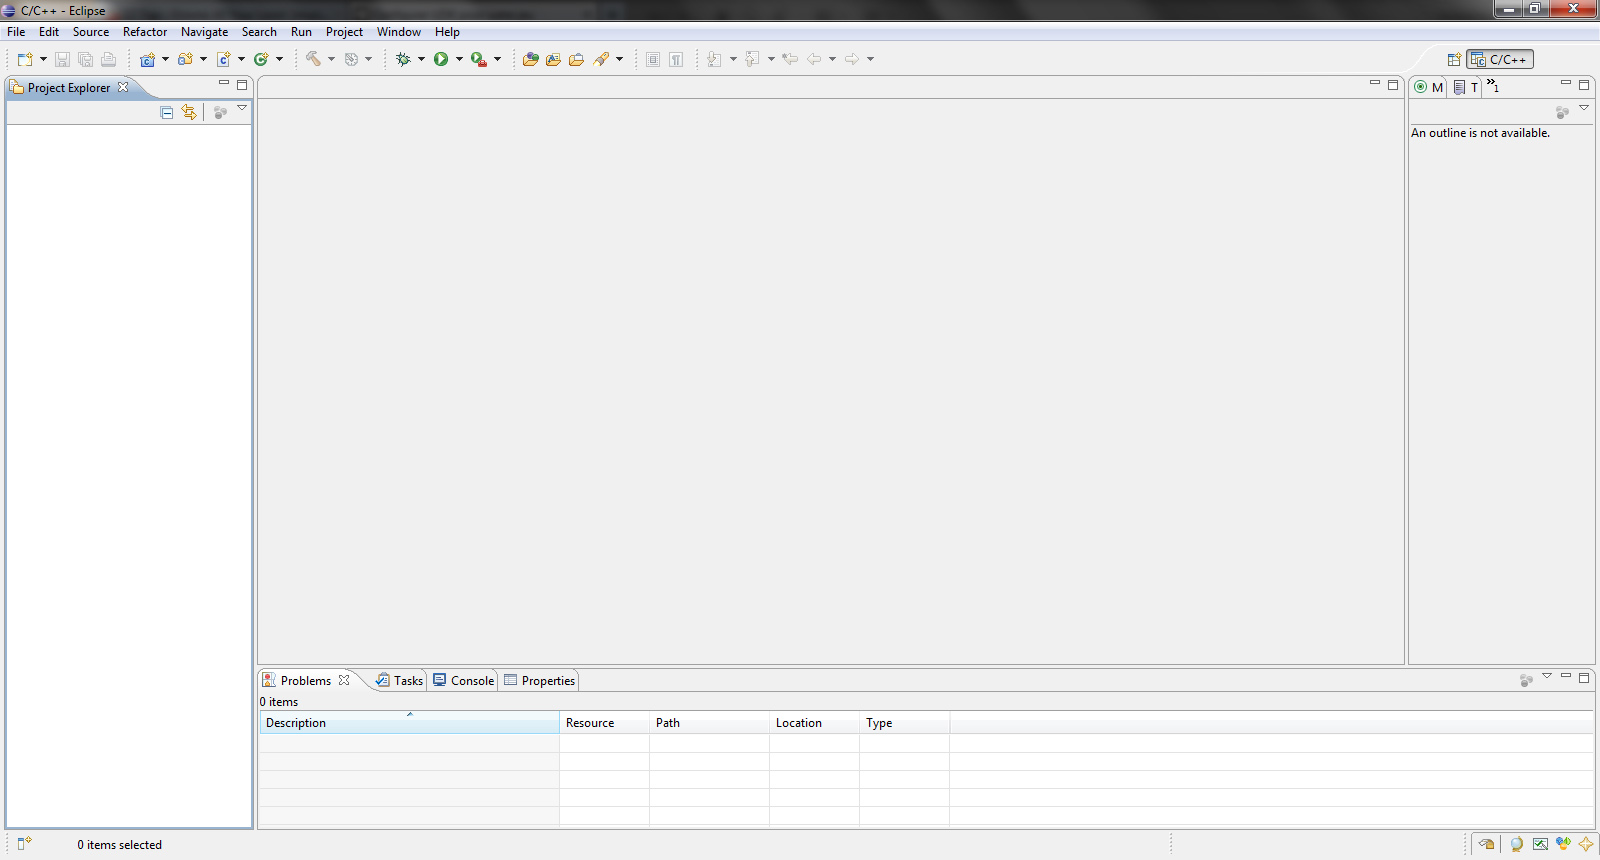 C/C++ - Eclipse
File Edit Source Refactor Navigate Search Run Project Window Help
C/C++
Project Explorer
M T »1
An outline is not available.
Problems Tasks Console Properties
0 items
Description Resource Path Location Type
0 items selected